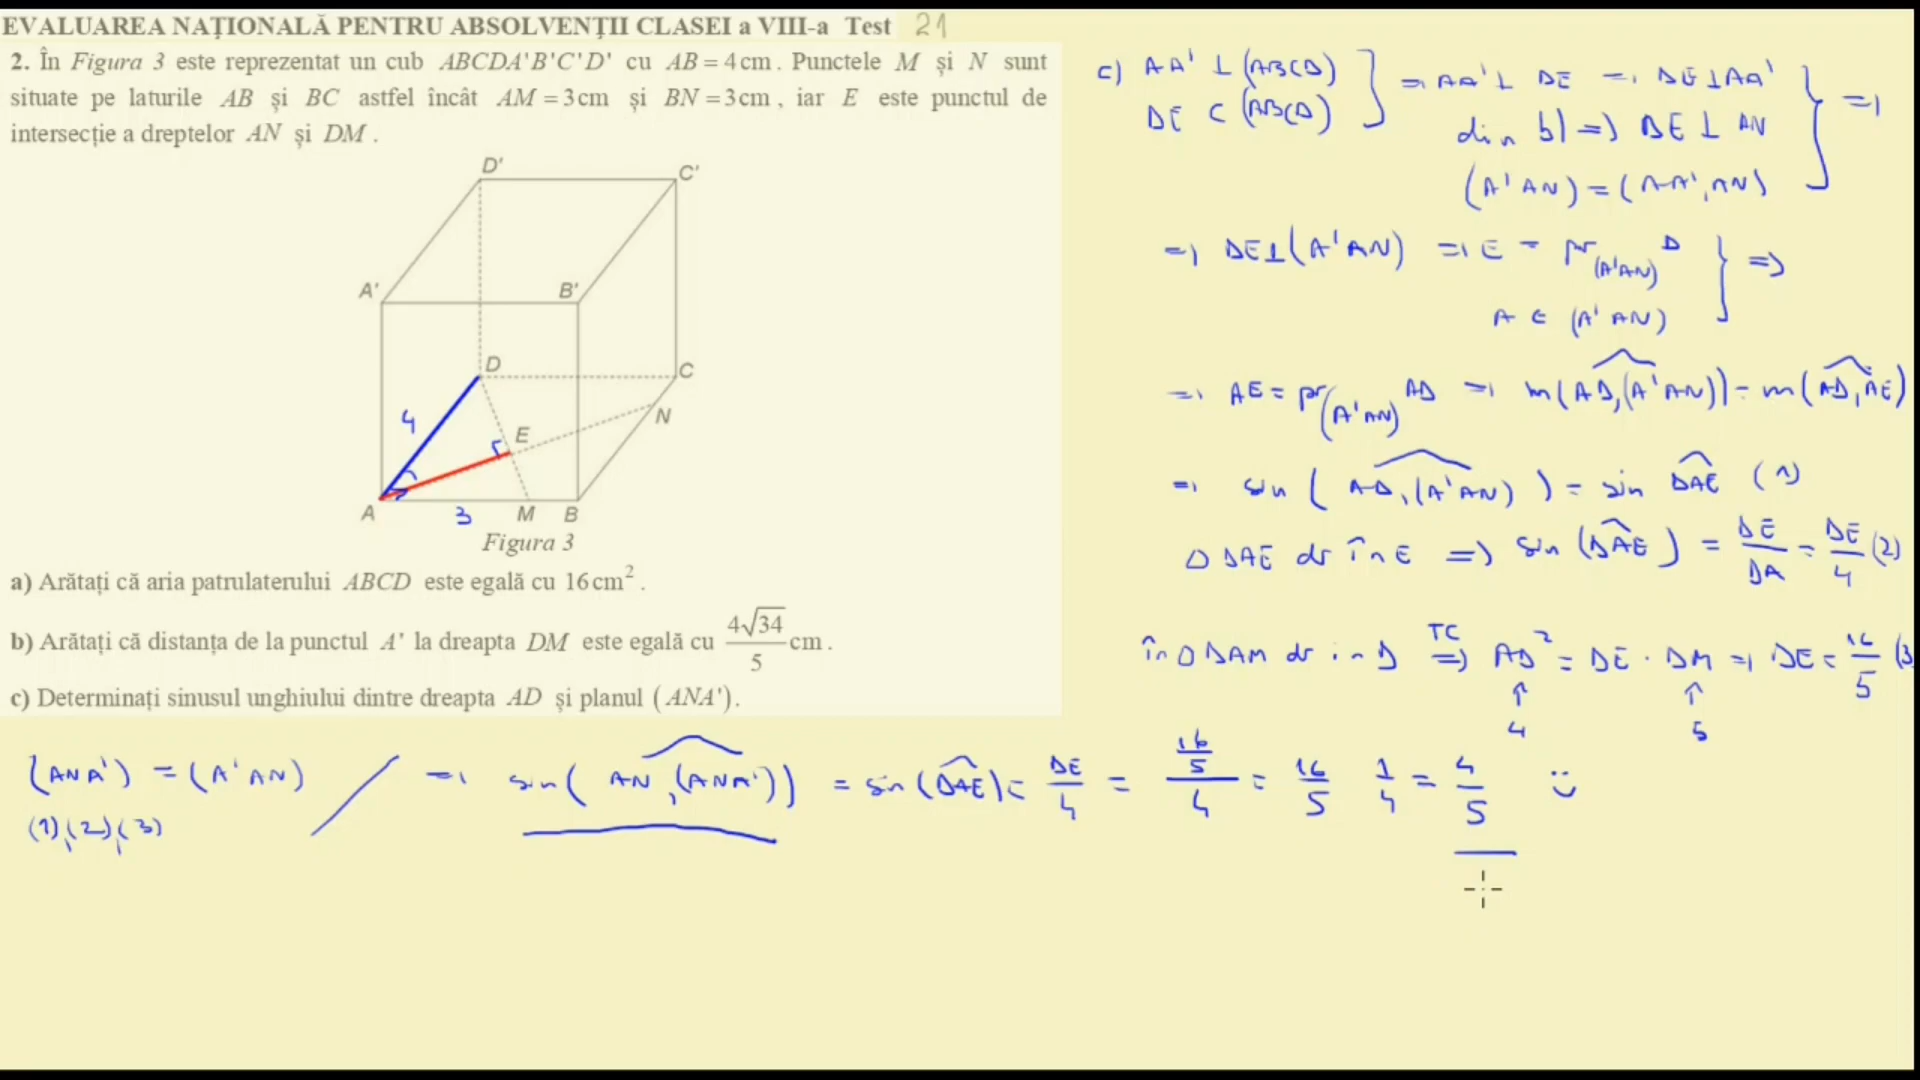 EVALUAREA NAȚIONALĂ PENTRU ABSOLVENȚII CLASEI a VIII-a Test 21
2. În Figura 3 este reprezentat un cub ABCDA'B'C'D' cu AB = 4 cm. Punctele M și N sunt
situate pe laturile AB și BC astfel încât AM = 3 cm și BN = 3 cm, iar E este punctul de
intersecție a dreptelor AN și DM.
D'
C'
A'
B'
D
C
4
E
N
A
3
M
B
Figura 3
a) Arătați că aria patrulaterului ABCD este egală cu 16 cm².
b) Arătați că distanța de la punctul A' la dreapta DM este egală cu 4√34/5 cm.
c) Determinați sinusul unghiului dintre dreapta AD și planul (ANA').
c) AA' ⊥ (ABCD)
DE ⊂ (ABCD)
⇒ AA' ⊥ DE ⇒ DE ⊥ AA'
din b) ⇒ DE ⊥ AN
(A'AN) = (AA', AN)
⇒
⇒ DE ⊥ (A'AN) ⇒ E = pr(A'AN) D
A ∈ (A'AN)
⇒
⇒ AE = pr(A'AN) AD ⇒ m(AD, (A'AN)) = m(AD, AE)
⇒ sin(AD, (A'AN)) = sin DAE (1)
Δ DAE dr în E ⇒ sin(DAE) = DE/DA = DE/4 (2)
în Δ DAM dr in D TC ⇒ AD² = DE · DM ⇒ DE = 16/5 (3
↑ ↑
4 5
(ANA') = (A'AN)
(1), (2), (3)
⇒ sin(AN, (ANA')) = sin(DAE) = DE/4 = 16/5/4 = 16/5 1/4 = 4/5 :)